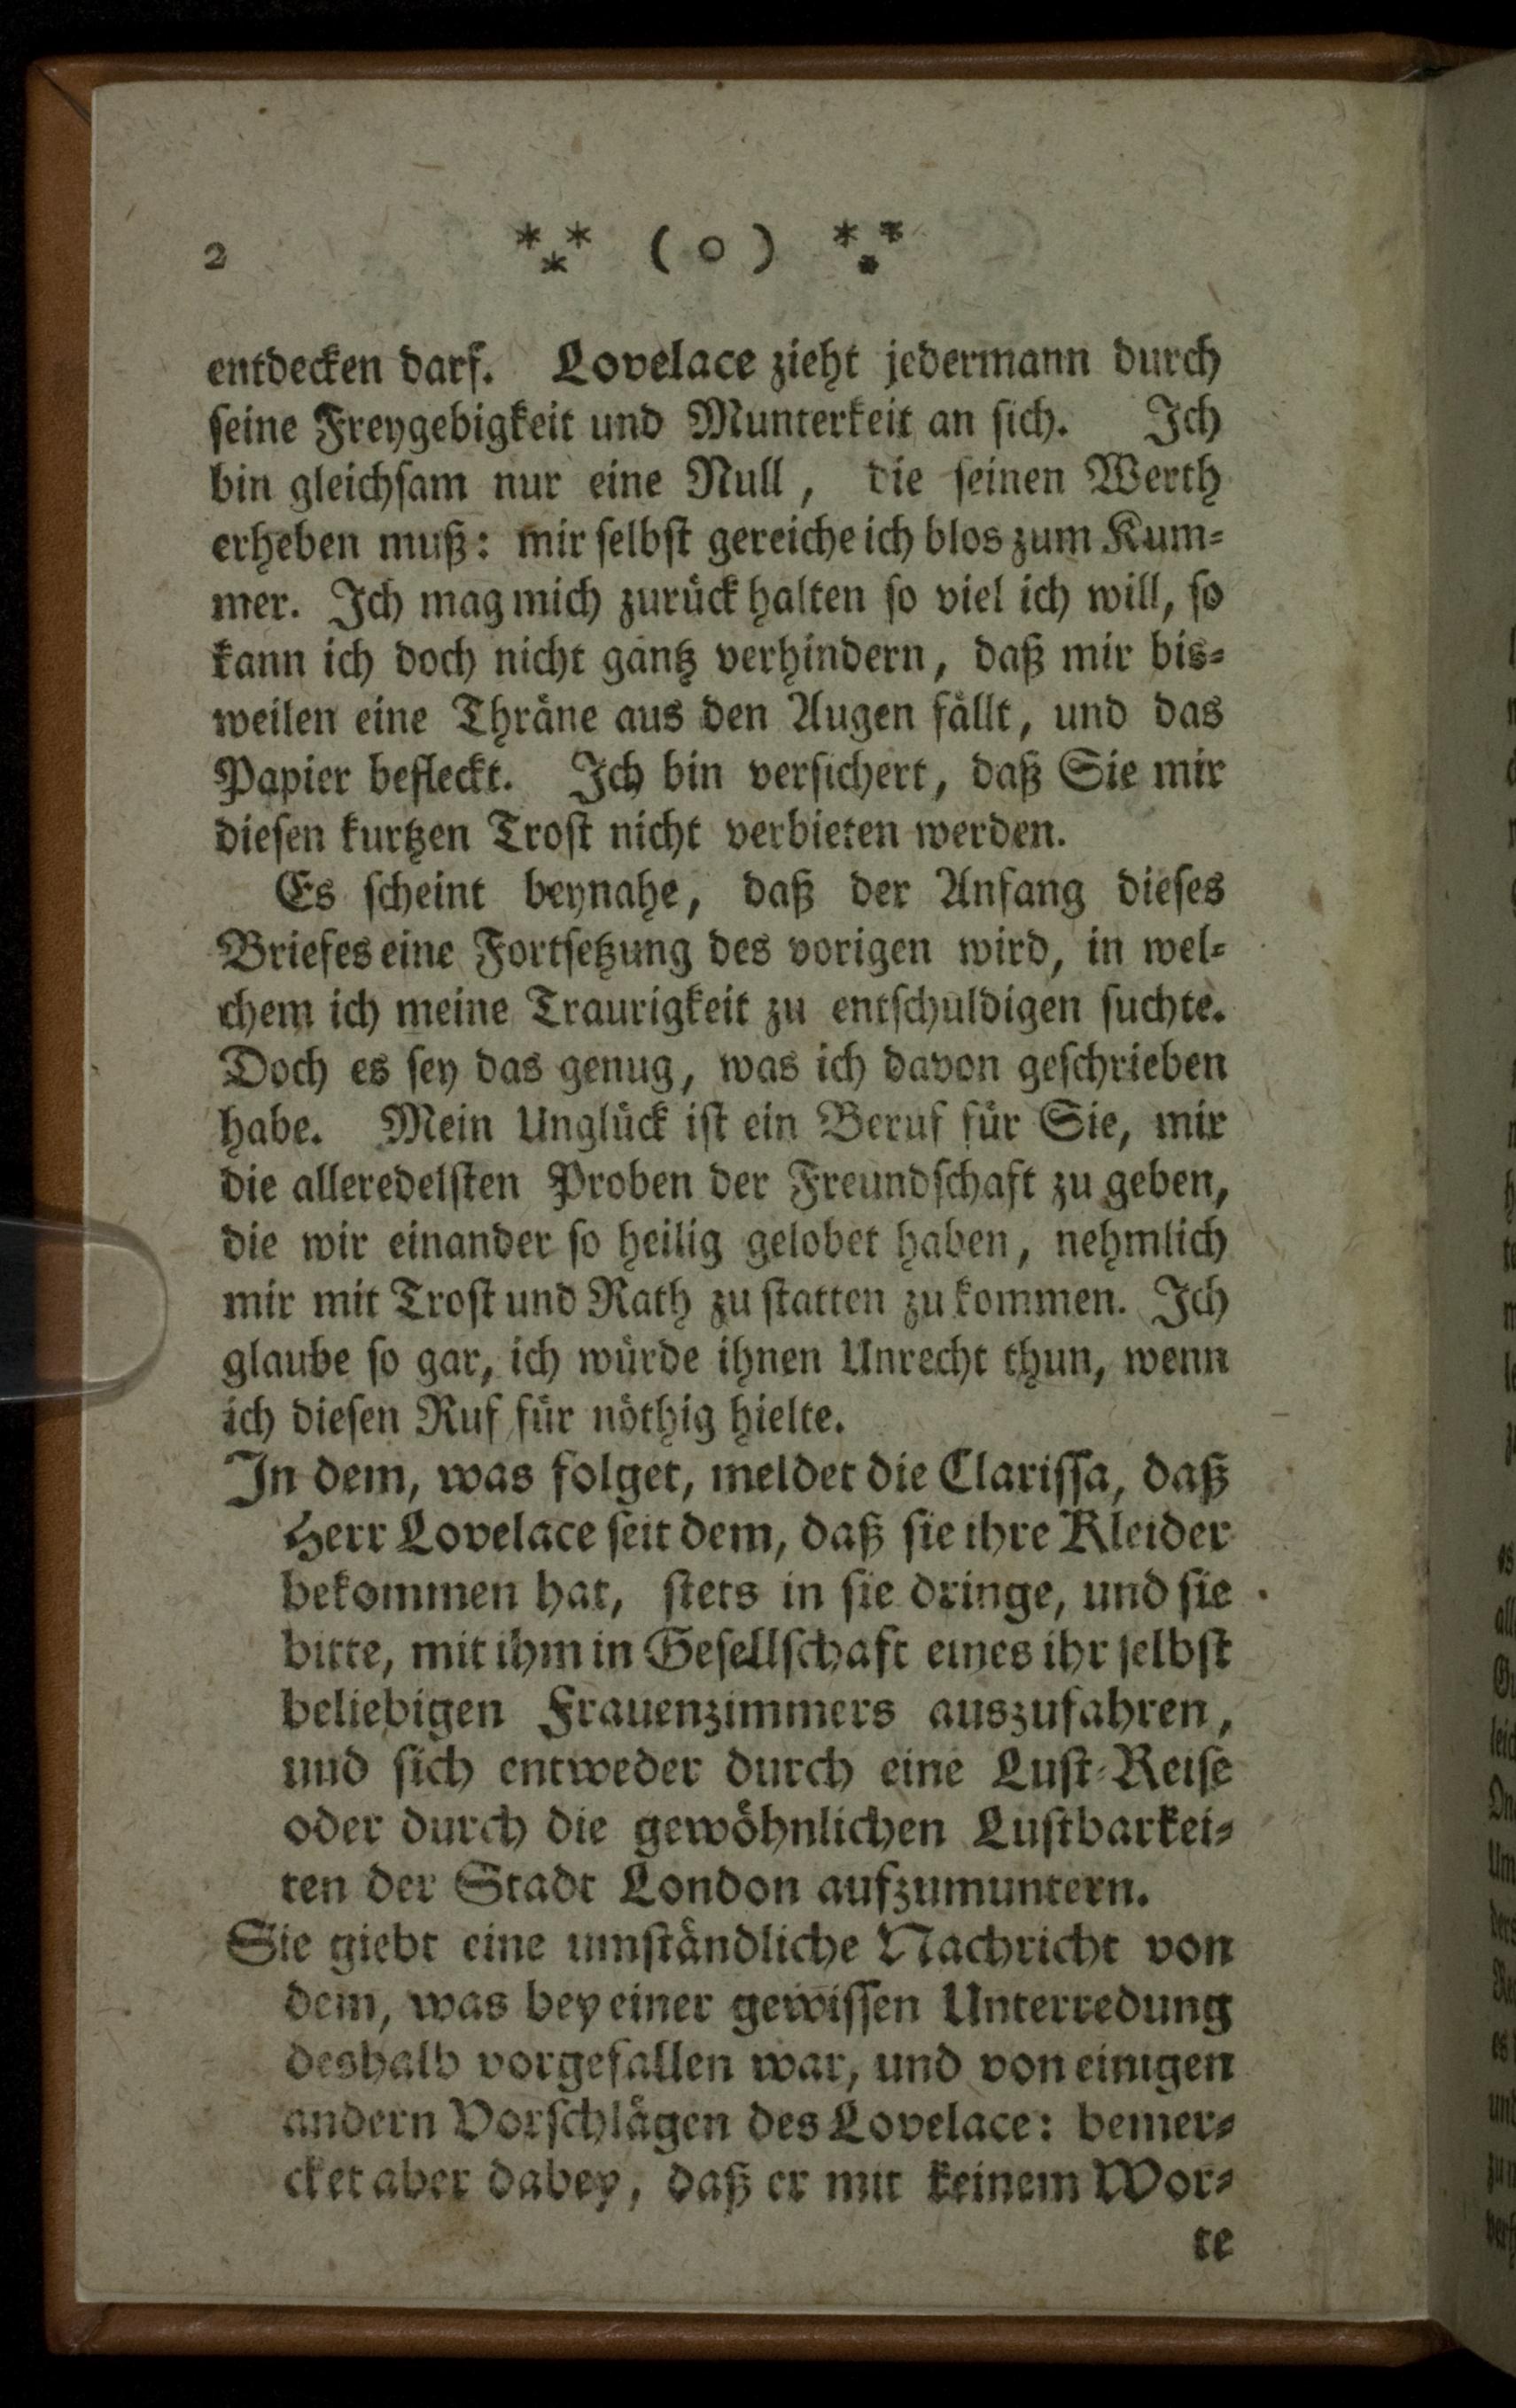 2 *⁎* ( o ) *⁎*
entdecken darf. Lovelace zieht jedermann durch
seine Freygebigkeit und Munterkeit an sich. Ich
bin gleichsam nur eine Null, die seinen Werth
erheben muß: mir selbst gereiche ich blos zum Kum-
mer. Ich mag mich zurück halten so viel ich will, so
kann ich doch nicht gäntz verhindern, daß mir bis-
weilen eine Thräne aus den Augen fällt, und das
Papier befleckt. Ich bin versichert, daß Sie mir
diesen kurtzen Trost nicht verbieten werden.
Es scheint beynahe, daß der Anfang dieses
Briefes eine Fortsetzung des vorigen wird, in wel-
chem ich meine Traurigkeit zu entschuldigen suchte.
Doch es sey das genug, was ich davon geschrieben
habe. Mein Unglück ist ein Beruf für Sie, mir
die alleredelsten Proben der Freundschaft zu geben,
die wir einander so heilig gelobet haben, nehmlich
mir mit Trost und Rath zu statten zu kommen. Ich
glaube so gar, ich würde ihnen Unrecht thun, wenn
ich diesen Ruf für nöthig hielte.
In dem, was folget, meldet die Clarissa, daß
Herr Lovelace seit dem, daß sie ihre Kleider
bekommen hat, stets in sie dringe, und sie
bitte, mit ihm in Gesellschaft eines ihr selbst
beliebigen Frauenzimmers auszufahren,
und sich entweder durch eine Lust-Reise
oder durch die gewöhnlichen Lustbarkei-
ten der Stadt London aufzumuntern.
Sie giebt eine umständliche Nachricht von
dem, was bey einer gewissen Unterredung
deshalb vorgefallen war, und von einigen
andern Vorschlägen des Lovelace: bemer-
cket aber dabey, daß er mit keinem Wor-
te